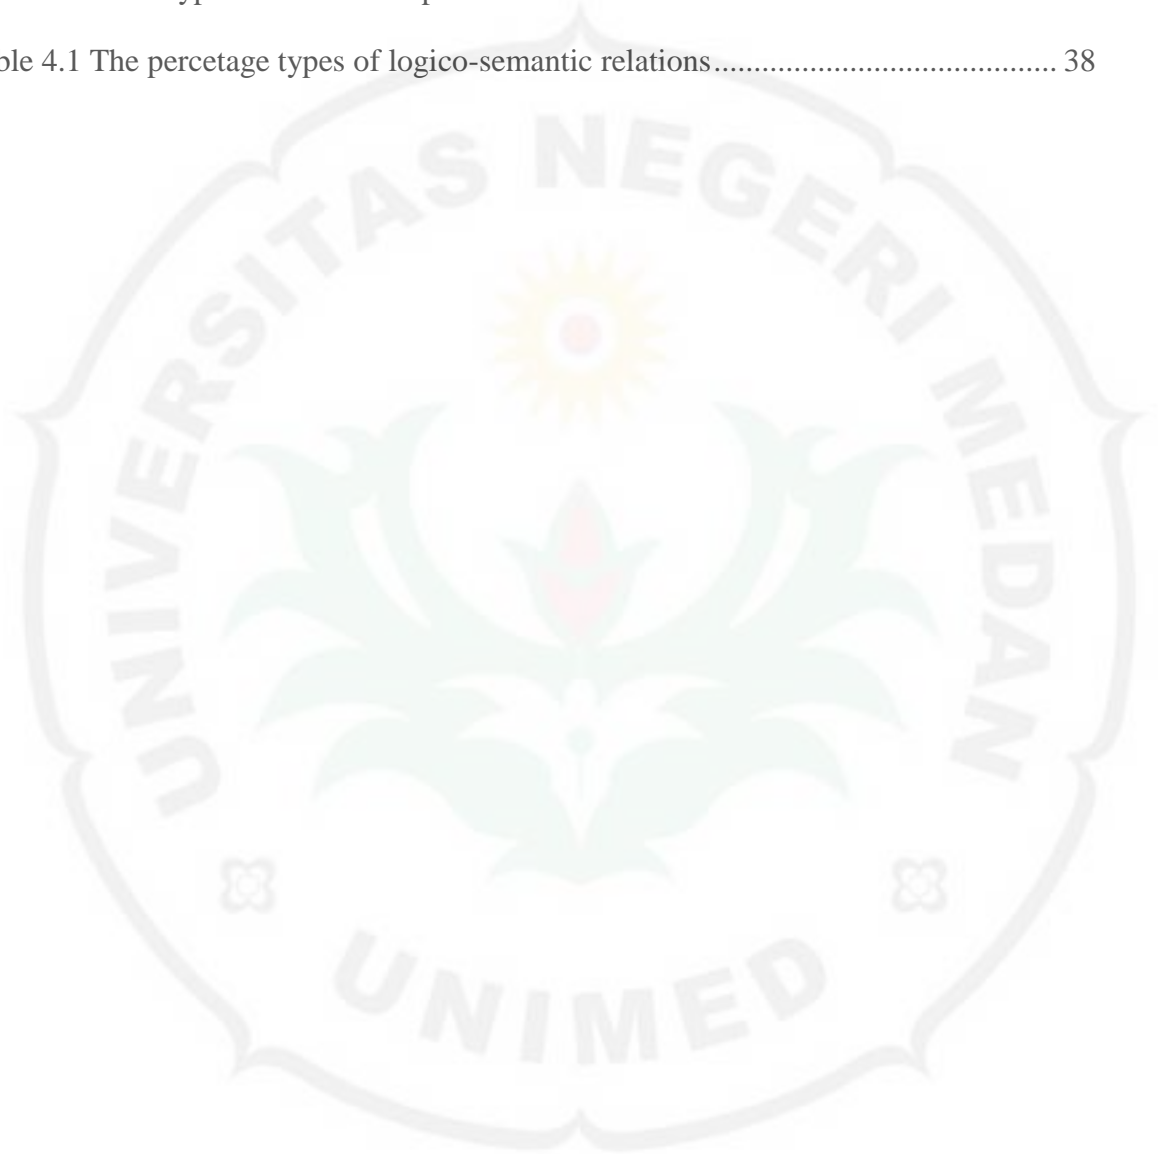 ble 4.1 The percetage types of logico-semantic relations....................................... 38
UNIVERSITAS NEGERI MEDAN
UNIMED